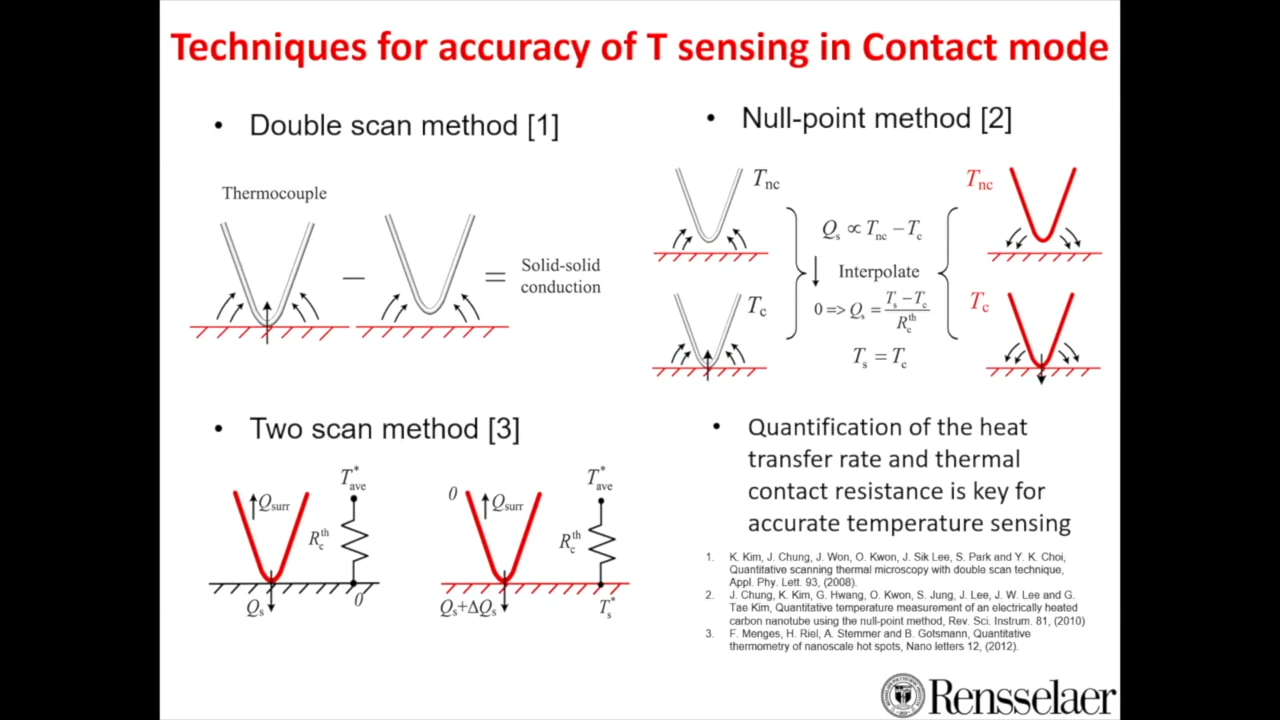 Techniques for accuracy of T sensing in Contact mode
• Double scan method [1]
Thermocouple
−
=
Solid-solid
conduction
• Null-point method [2]
T_nc
T_c
Q_s ∝ T_nc − T_c
Interpolate
0 => Q_s = (T_s − T_c) / R_c^th
T_s = T_c
T_nc
T_c
• Two scan method [3]
Q_surr
T*_ave
R_c^th
Q_s
0
0
Q_surr
T*_ave
R_c^th
Q_s+ΔQ_s
T*_s
• Quantification of the heat
transfer rate and thermal
contact resistance is key for
accurate temperature sensing
1. K. Kim, J. Chung, J. Won, O. Kwon, J. Sik Lee, S. Park and Y. K. Choi,
Quantitative scanning thermal microscopy with double scan technique,
Appl. Phy. Lett. 93, (2008).
2. J. Chung, K. Kim, G. Hwang, O. Kwon, S. Jung, J. Lee, J. W. Lee and G.
Tae Kim, Quantitative temperature measurement of an electrically heated
carbon nanotube using the null-point method, Rev. Sci. Instrum. 81, (2010)
3. F. Menges, H. Riel, A. Stemmer and B. Gotsmann, Quantitative
thermometry of nanoscale hot spots, Nano letters 12, (2012).
Rensselaer